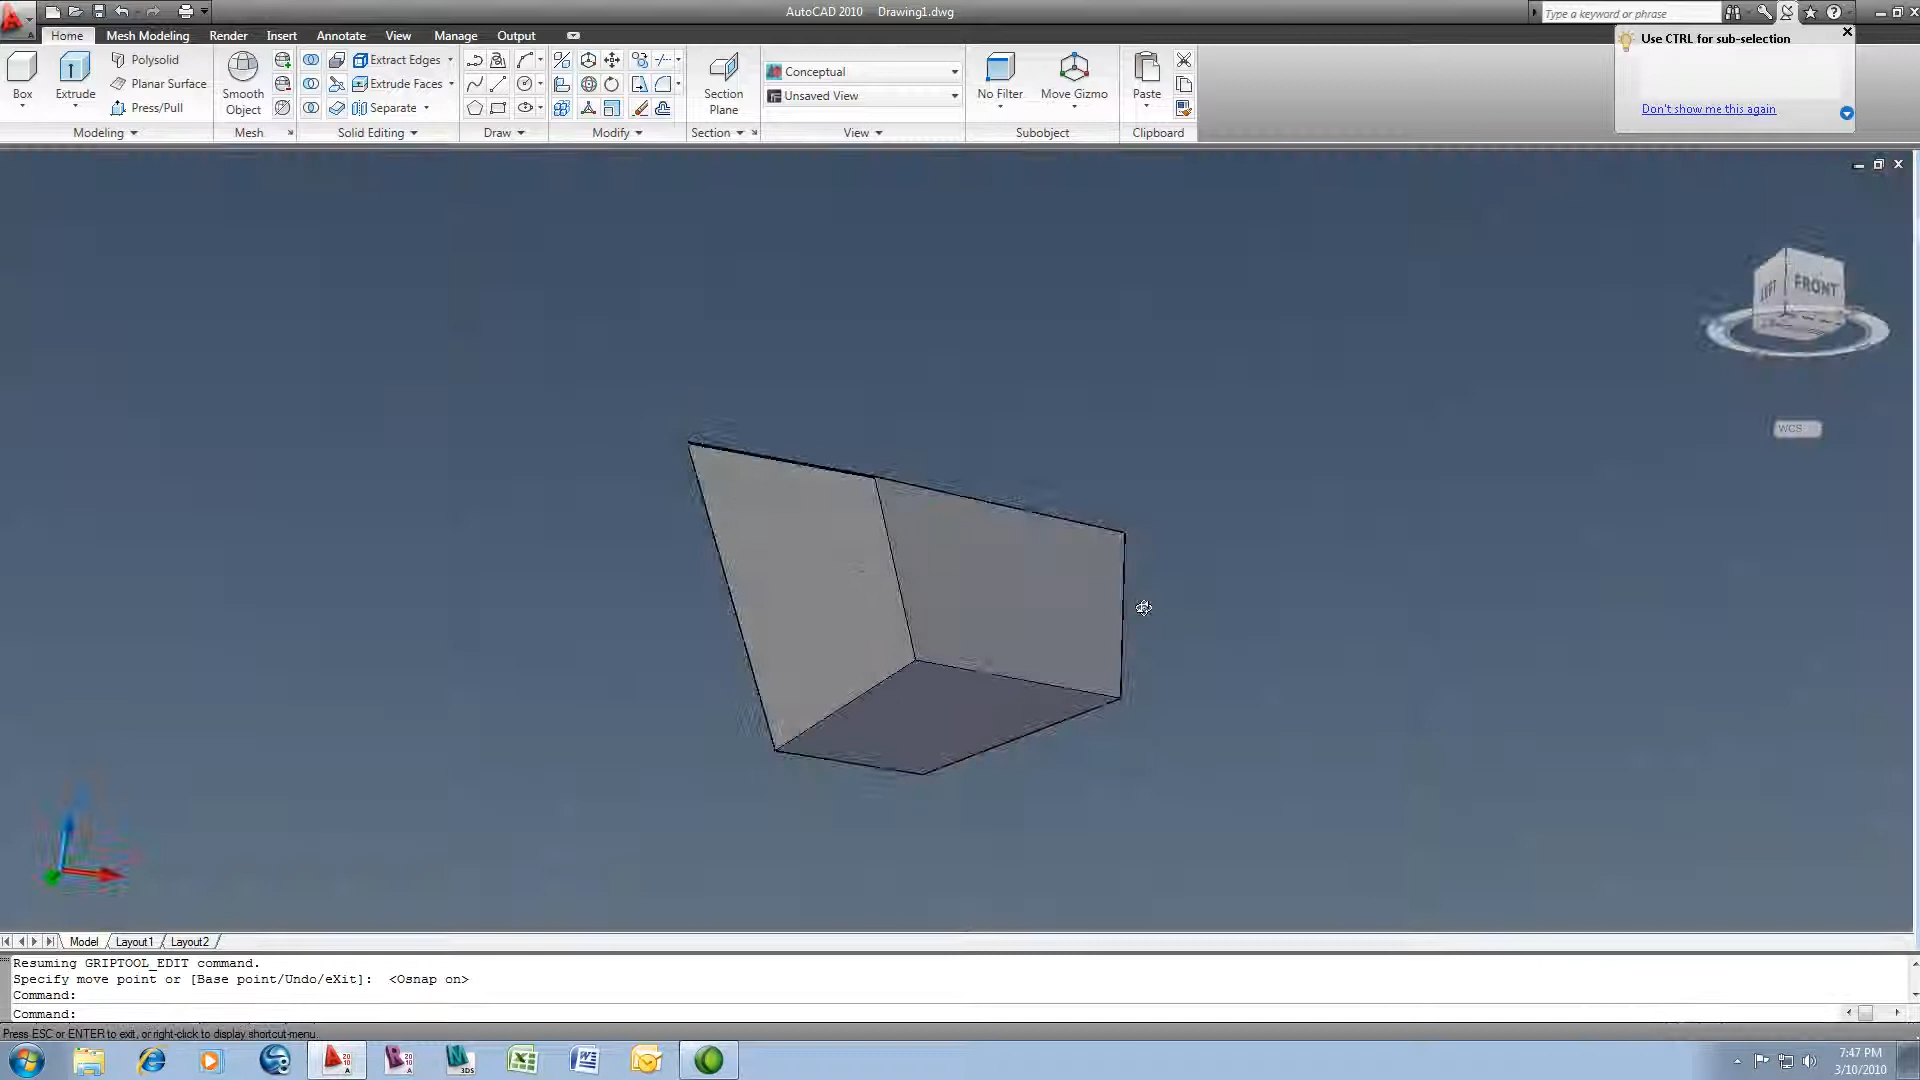 AutoCAD 2010 Drawing1.dwg
Type a keyword or phrase
Home Mesh Modeling Render Insert Annotate View Manage Output
Use CTRL for sub-selection
Don't show me this again
Box
Extrude
Polysolid
Planar Surface
Press/Pull
Smooth
Object
Extract Edges
Extrude Faces
Separate
Section
Plane
Conceptual
Unsaved View
No Filter
Move Gizmo
Paste
Modeling Mesh Solid Editing Draw Modify Section View Subobject Clipboard
LEFT FRONT
WCS
Model Layout1 Layout2
Resuming GRIPTOOL_EDIT command.
Specify move point or [Base point/Undo/eXit]: <Osnap on>
Command:
Command:
Press ESC or ENTER to exit, or right-click to display shortcut-menu.
7:47 PM
3/10/2010